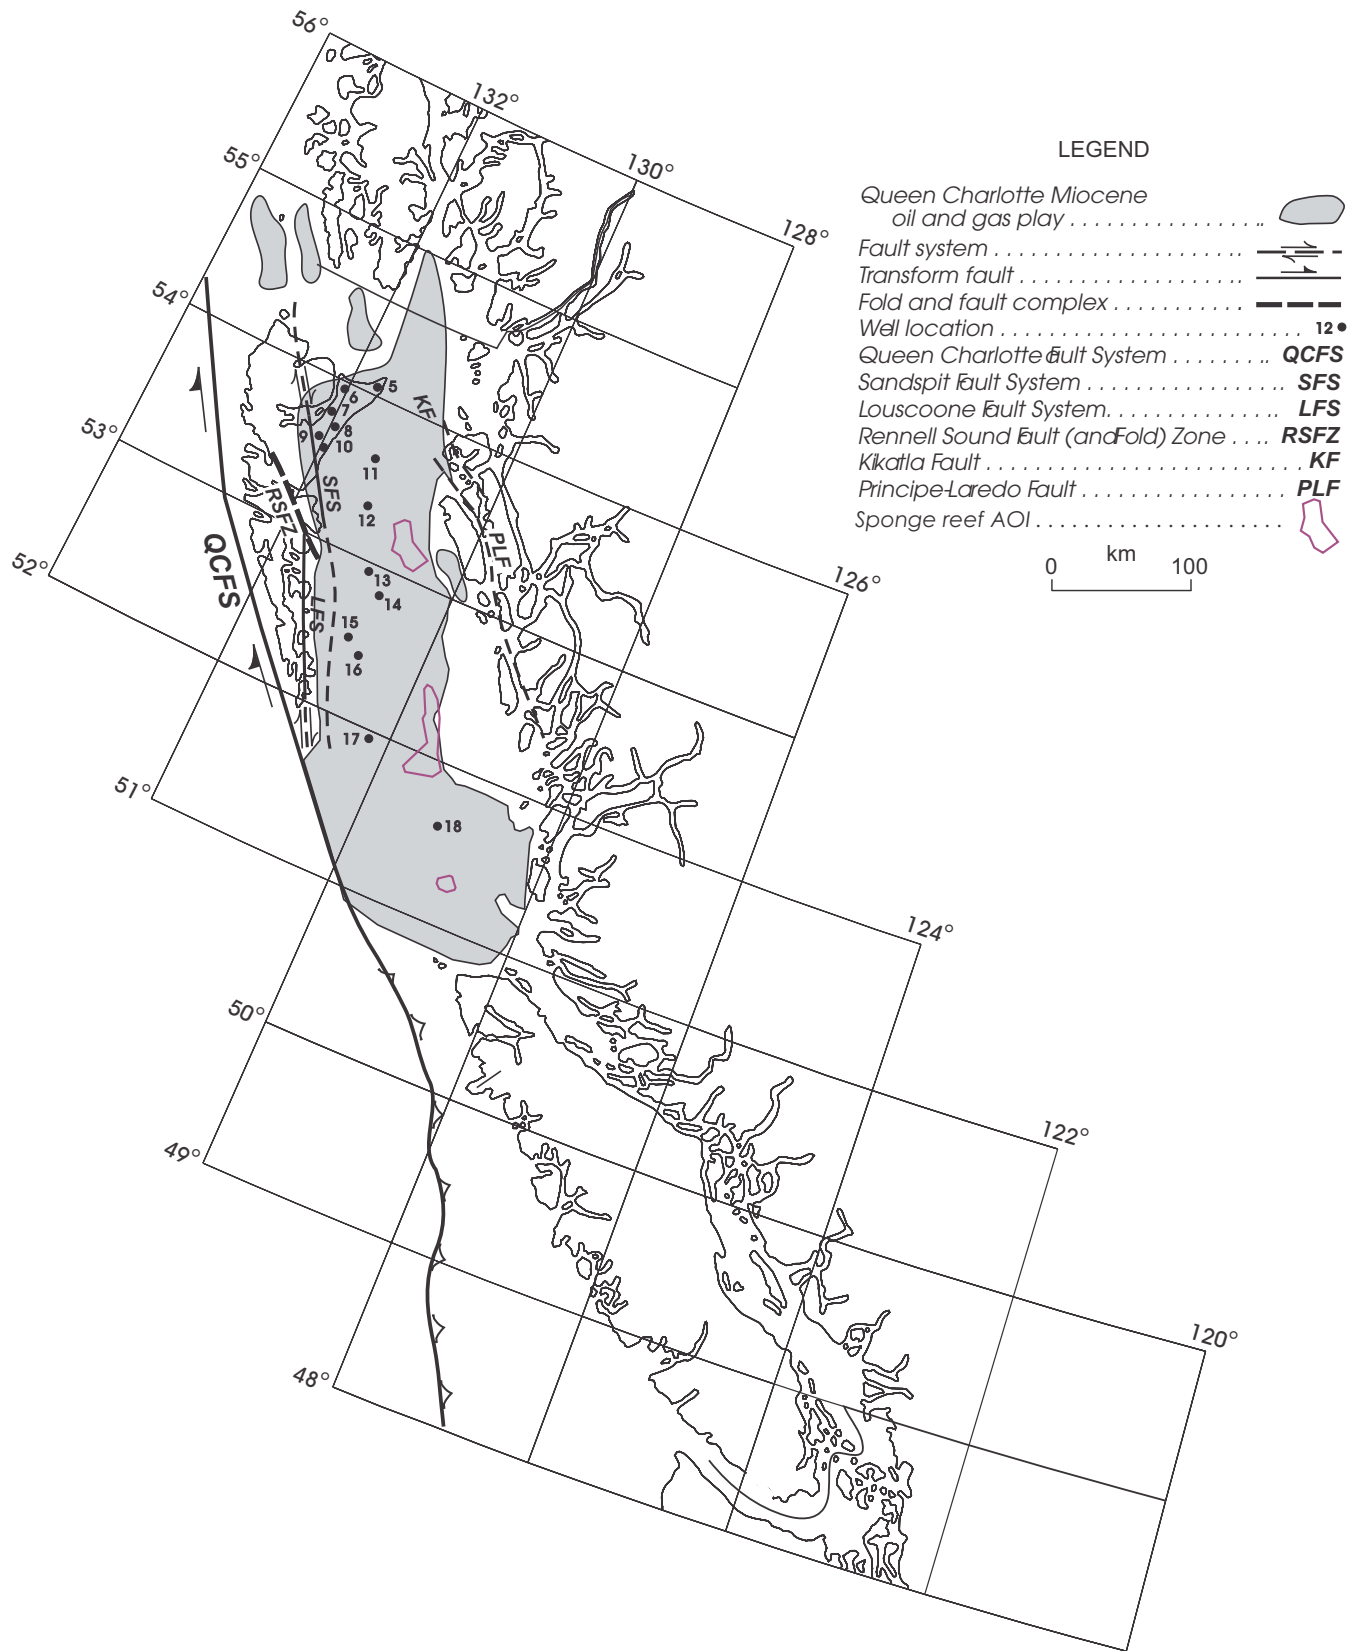 56°
132°
55°
130°
128°
54°
53°
52°
126°
51°
124°
50°
122°
49°
120°
48°
5
6
7
8
9
10
11
12
13
14
15
16
17
18
KF
SFS
RSFZ
QCFS
PLF
LFS
LEGEND
Queen Charlotte Miocene
oil and gas play . . . . . . . . . . . . . . . . . ..
Fault system . . . . . . . . . . . . . . . . . . . . . ..
Transform fault . . . . . . . . . . . . . . . . . . . ..
Fold and fault complex . . . . . . . . . . .
Well location . . . . . . . . . . . . . . . . . . . . . . . . . . 12
Queen Charlotte Fault System . . . . . . .. QCFS
Sandspit Fault System . . . . . . . . . . . . . . . . SFS
Louscoone Fault System. . . . . . . . . . . . .. LFS
Rennell Sound Fault (and Fold) Zone . . .. RSFZ
Kikatla Fault . . . . . . . . . . . . . . . . . . . . . . . . . . KF
Principe-Laredo Fault . . . . . . . . . . . . . . . . PLF
Sponge reef AOI . . . . . . . . . . . . . . . . . . . .
km
0 100